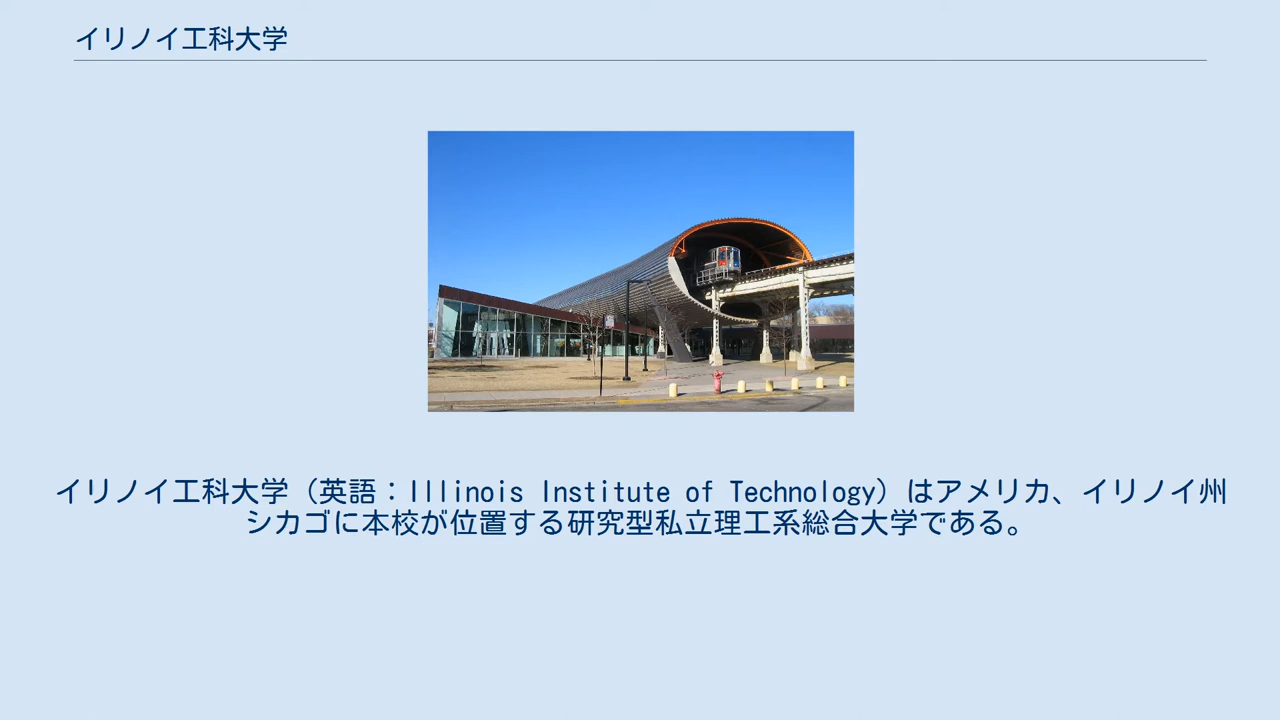 イリノイ工科大学
イリノイ工科大学（英語：Illinois Institute of Technology）はアメリカ、イリノイ州
シカゴに本校が位置する研究型私立理工系総合大学である。